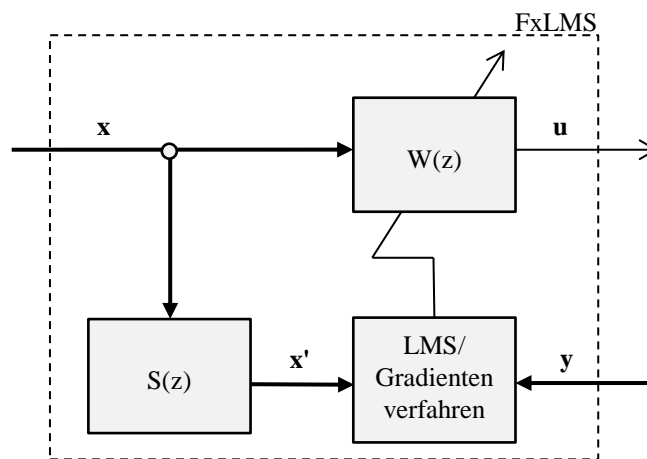 FxLMS
x
u
W(z)
S(z)
x'
LMS/
Gradienten
verfahren
y